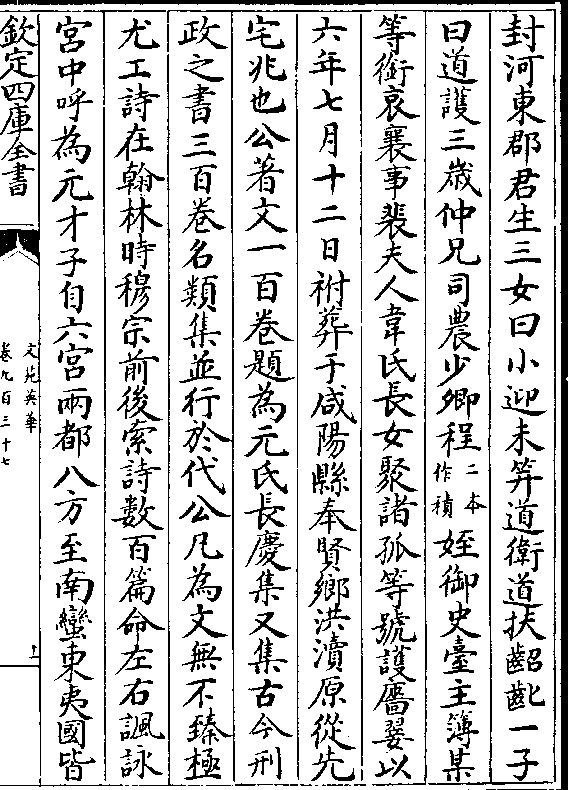 封河東郡君生三女曰小迎未笄道衛道扶齠齓一子
曰道護三歳仲兄司農少卿程二本作積姪御史臺主簿某
等銜哀襄事裴夫人韋氏長女聚諸孤等號護廞翣以
六年七月十二日祔葬于咸陽縣奉賢鄉洪瀆原從先
宅兆也公著文一百卷題為元氏長慶集又集古今刑
政之書三百卷名類集並行於代公凡為文無不臻極
尤工詩在翰林時穆宗前後索詩數百篇命左右諷詠
宮中呼為元才子自六宮兩都八方至南蠻東夷國皆
欽定四庫全書
文苑英華
卷九百三十七